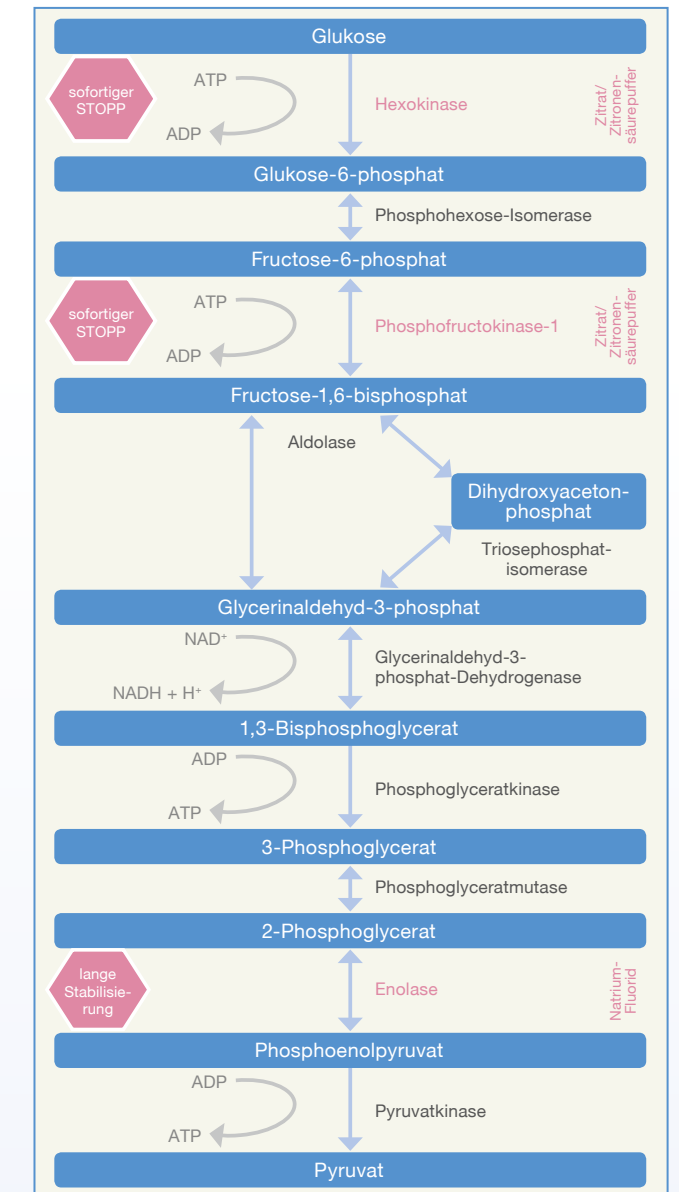 Glukose
sofortiger
STOPP
ATP
ADP
Hexokinase
Zitrat/
Zitronen-
säurepuffer
Glukose-6-phosphat
Phosphohexose-Isomerase
Fructose-6-phosphat
sofortiger
STOPP
ATP
ADP
Phosphofructokinase-1
Zitrat/
Zitronen-
säurepuffer
Fructose-1,6-bisphosphat
Aldolase
Dihydroxyaceton-
phosphat
Triosephosphat-
isomerase
Glycerinaldehyd-3-phosphat
NAD⁺
NADH + H⁺
Glycerinaldehyd-3-
phosphat-Dehydrogenase
1,3-Bisphosphoglycerat
ADP
ATP
Phosphoglyceratkinase
3-Phosphoglycerat
Phosphoglyceratmutase
2-Phosphoglycerat
lange
Stabilisie-
rung
Enolase
Natrium-
Fluorid
Phosphoenolpyruvat
ADP
ATP
Pyruvatkinase
Pyruvat